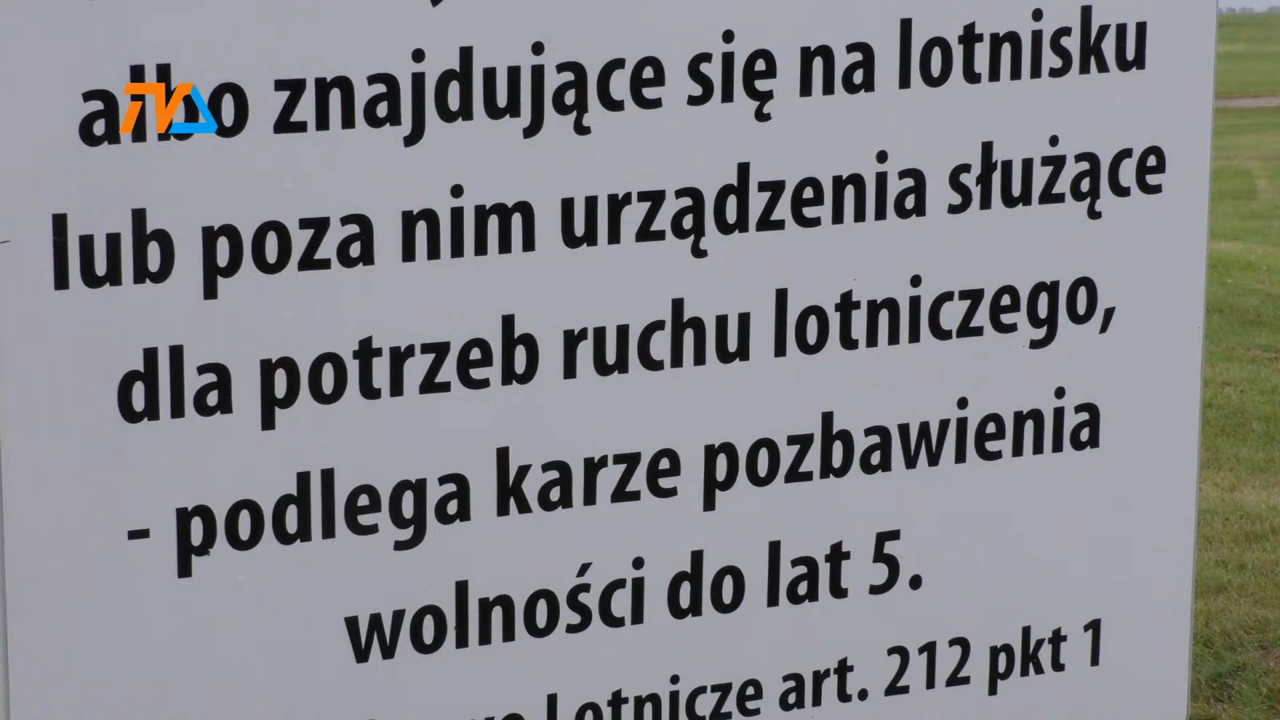 albo znajdujące się na lotnisku
lub poza nim urządzenia służące
dla potrzeb ruchu lotniczego,
- podlega karze pozbawienia
wolności do lat 5.
Lotnicze art. 212 pkt 1
TVΔ